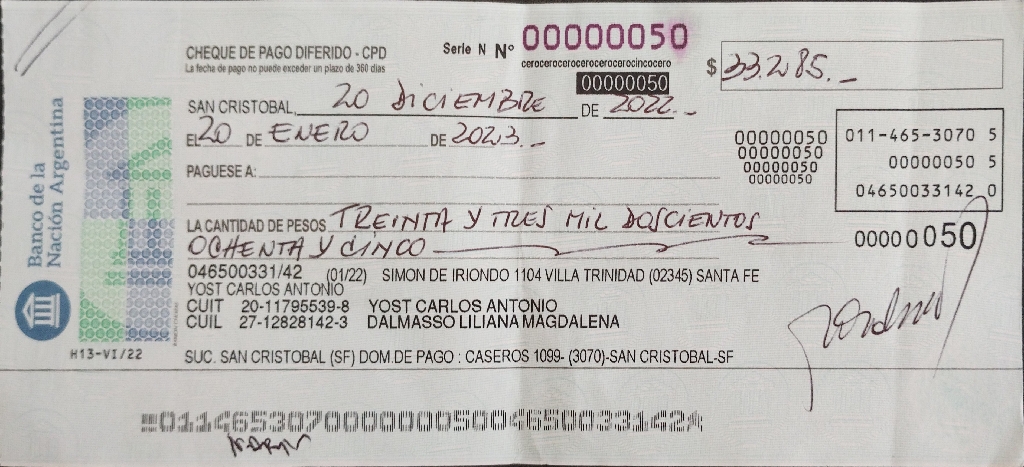 CHEQUE DE PAGO DIFERIDO - CPD
La fecha de pago no puede exceder un plazo de 360 días
Serie N Nº 00000050
cerocerocerocerocerocerocincocero
00000050
$ 33.285._
SAN CRISTOBAL, 20 DICIEMBRE DE 2022._
EL 20 DE ENERO DE 2023._
PAGUESE A:
00000050
00000050
00000050
00000050
011-465-3070 5
00000050 5
04650033142 0
LA CANTIDAD DE PESOS TREINTA Y TRES MIL DOSCIENTOS
OCHENTA Y CINCO
00000050
046500331/42 (01/22) SIMON DE IRIONDO 1104 VILLA TRINIDAD (02345) SANTA FE
YOST CARLOS ANTONIO
CUIT 20-11795539-8 YOST CARLOS ANTONIO
CUIL 27-12828142-3 DALMASSO LILIANA MAGDALENA
SUC. SAN CRISTOBAL (SF) DOM.DE PAGO : CASEROS 1099- (3070)-SAN CRISTOBAL-SF
Banco de la
Nación Argentina
H13-VI/22
01146530700000005004650033142